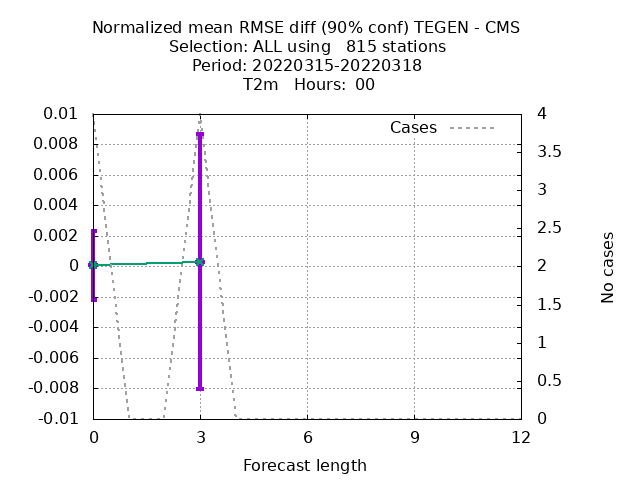 Normalized mean RMSE diff (90% conf) TEGEN - CMS
Selection: ALL using   815 stations
Period: 20220315-20220318
T2m   Hours:  00
Cases
0.01
0.008
0.006
0.004
0.002
0
-0.002
-0.004
-0.006
-0.008
-0.01
4
3.5
3
2.5
2
1.5
1
0.5
0
No cases
0 3 6 9 12
Forecast length